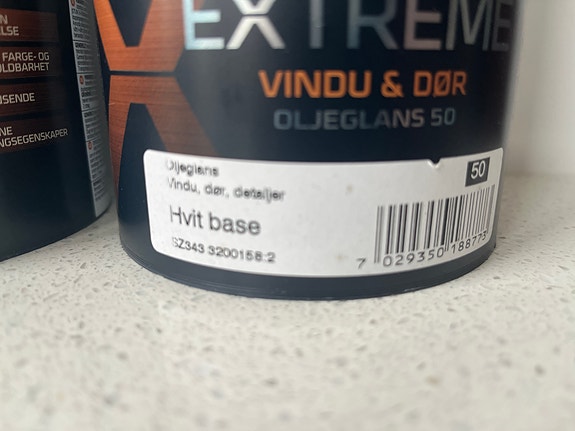 EXTREME
VINDU & DØR
OLJEGLANS 50
Oljeglans
Vindu, dør, detaljer
Hvit base
SZ343 3200158:2
50
7 029350 188773
FARGE- OG